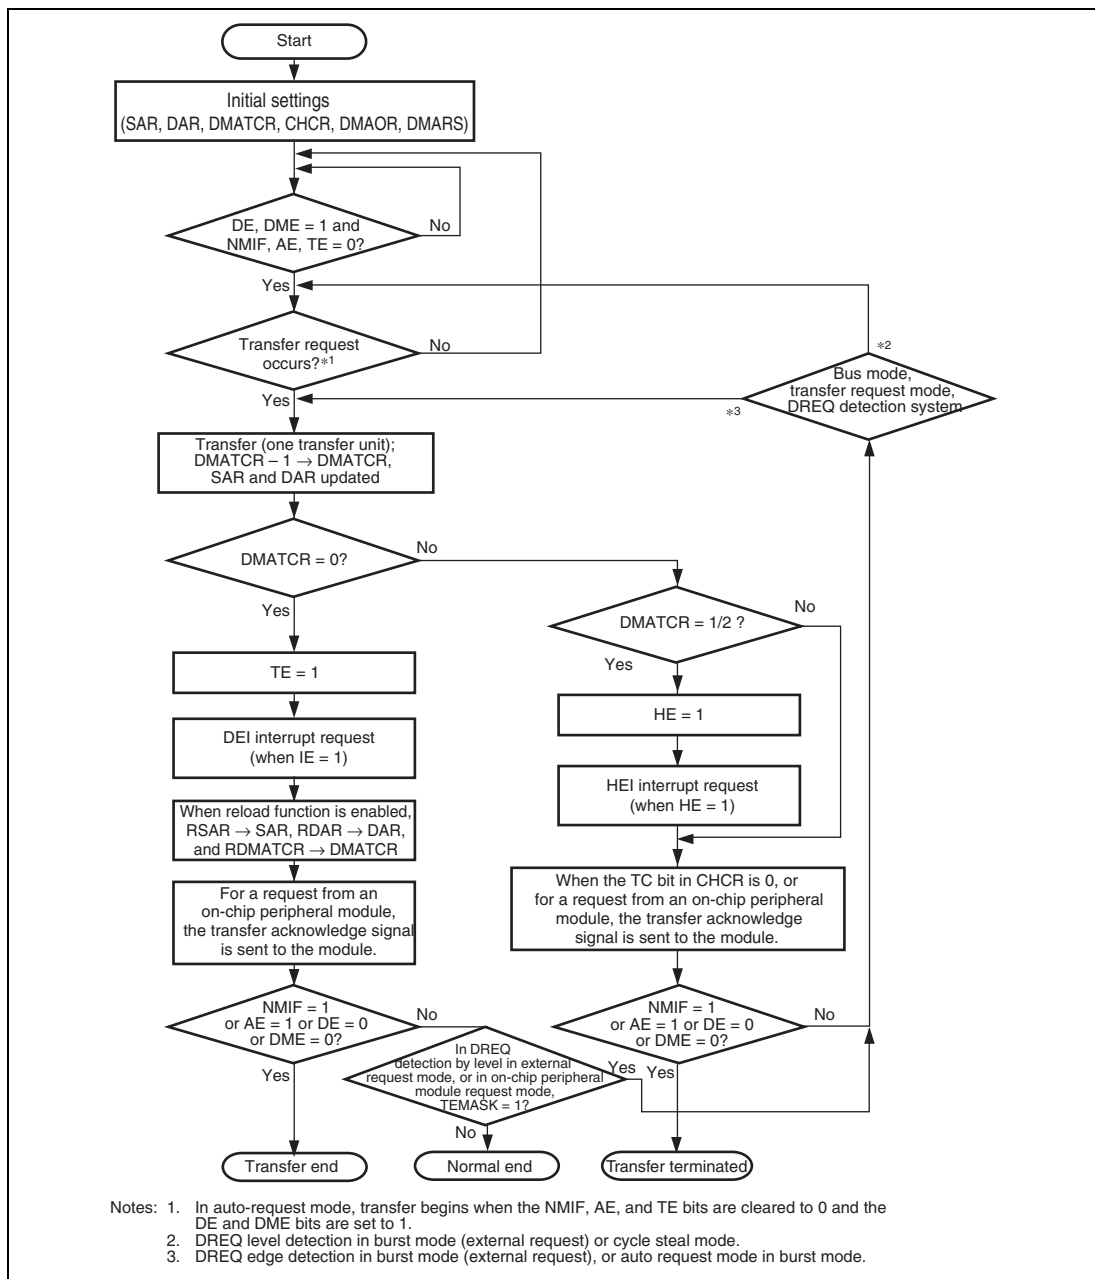 Start
Initial settings
(SAR, DAR, DMATCR, CHCR, DMAOR, DMARS)
DE, DME = 1 and
NMIF, AE, TE = 0?
No
Yes
Transfer request
occurs?*1
No
Yes
*2
Bus mode,
transfer request mode,
DREQ detection system
*3
Transfer (one transfer unit);
DMATCR – 1 → DMATCR,
SAR and DAR updated
DMATCR = 0?
No
Yes
DMATCR = 1/2 ?
No
Yes
TE = 1
HE = 1
DEI interrupt request
(when IE = 1)
HEI interrupt request
(when HE = 1)
When reload function is enabled,
RSAR → SAR, RDAR → DAR,
and RDMATCR → DMATCR
For a request from an
on-chip peripheral module,
the transfer acknowledge signal
is sent to the module.
When the TC bit in CHCR is 0, or
for a request from an on-chip peripheral
module, the transfer acknowledge
signal is sent to the module.
NMIF = 1
or AE = 1 or DE = 0
or DME = 0?
No
Yes
In DREQ
detection by level in external
request mode, or in on-chip peripheral
module request mode,
TEMASK = 1?
Yes
No
NMIF = 1
or AE = 1 or DE = 0
or DME = 0?
No
Yes
Transfer end
Normal end
Transfer terminated
Notes: 1. In auto-request mode, transfer begins when the NMIF, AE, and TE bits are cleared to 0 and the
DE and DME bits are set to 1.
2. DREQ level detection in burst mode (external request) or cycle steal mode.
3. DREQ edge detection in burst mode (external request), or auto request mode in burst mode.